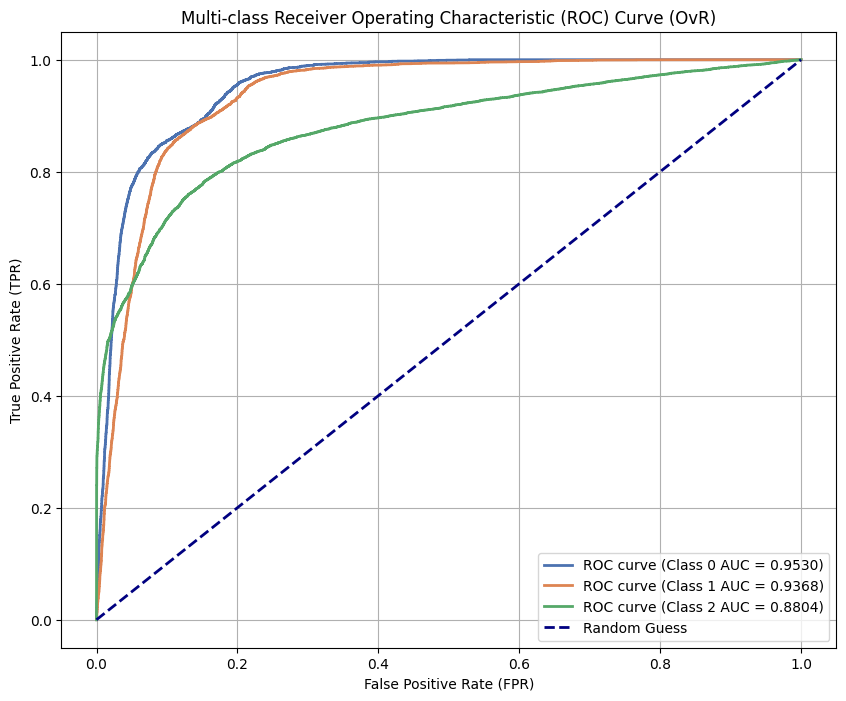 Multi-class Receiver Operating Characteristic (ROC) Curve (OvR)
True Positive Rate (TPR)
1.0
0.8
0.6
0.4
0.2
0.0
0.0 0.2 0.4 0.6 0.8 1.0
False Positive Rate (FPR)
ROC curve (Class 0 AUC = 0.9530)
ROC curve (Class 1 AUC = 0.9368)
ROC curve (Class 2 AUC = 0.8804)
Random Guess